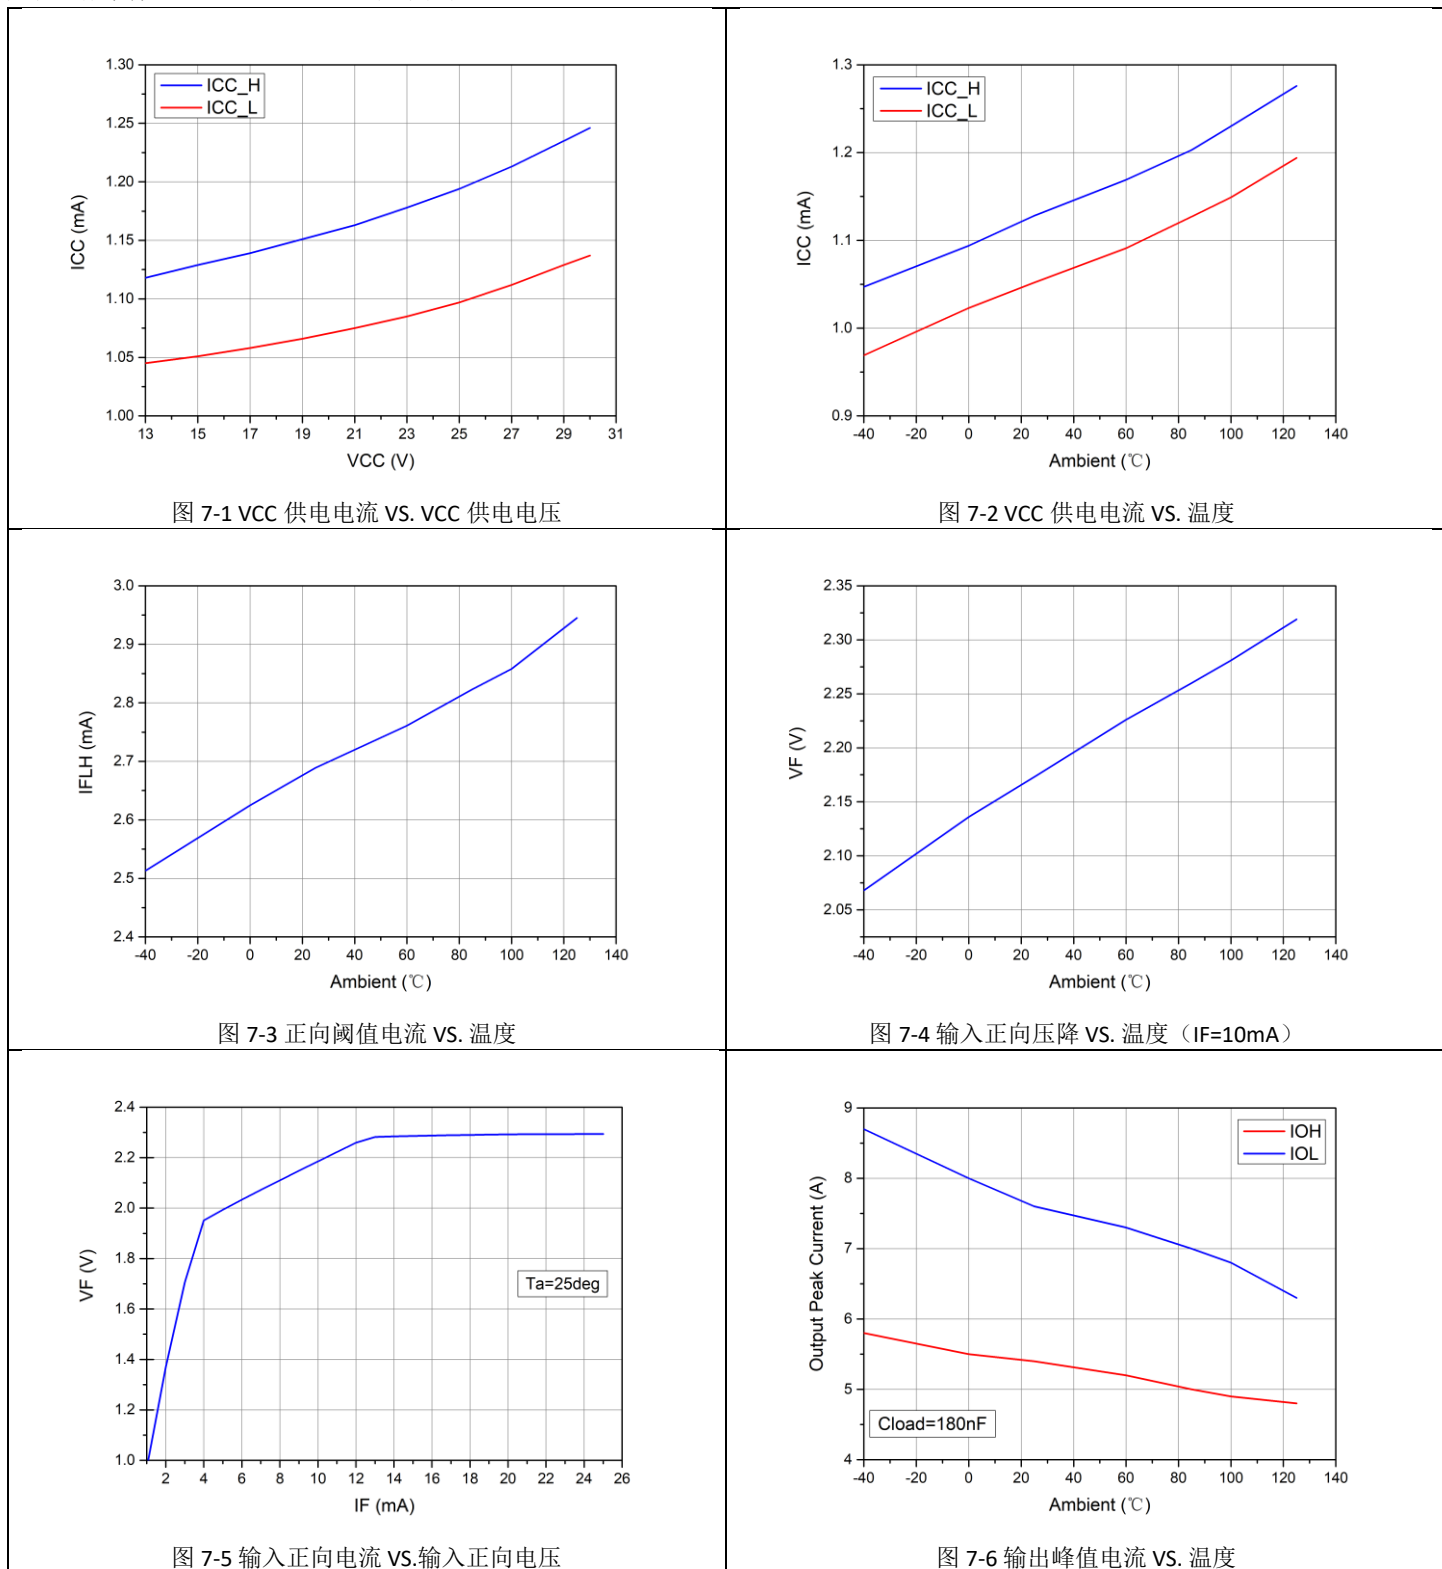 1.30
1.25
1.20
1.15
1.10
1.05
1.00
ICC (mA)
ICC_H
ICC_L
13 15 17 19 21 23 25 27 29 31
VCC (V)
图 7-1 VCC 供电电流 VS. VCC 供电电压
1.3
1.2
1.1
1.0
0.9
ICC (mA)
ICC_H
ICC_L
-40 -20 0 20 40 60 80 100 120 140
Ambient (℃)
图 7-2 VCC 供电电流 VS. 温度
3.0
2.9
2.8
2.7
2.6
2.5
2.4
IFLH (mA)
-40 -20 0 20 40 60 80 100 120 140
Ambient (℃)
图 7-3 正向阈值电流 VS. 温度
2.35
2.30
2.25
2.20
2.15
2.10
2.05
VF (V)
-40 -20 0 20 40 60 80 100 120 140
Ambient (℃)
图 7-4 输入正向压降 VS. 温度（IF=10mA）
2.4
2.2
2.0
1.8
1.6
1.4
1.2
1.0
VF (V)
Ta=25deg
2 4 6 8 10 12 14 16 18 20 22 24 26
IF (mA)
图 7-5 输入正向电流 VS.输入正向电压
9
8
7
6
5
4
Output Peak Current (A)
IOH
IOL
Cload=180nF
-40 -20 0 20 40 60 80 100 120 140
Ambient (℃)
图 7-6 输出峰值电流 VS. 温度